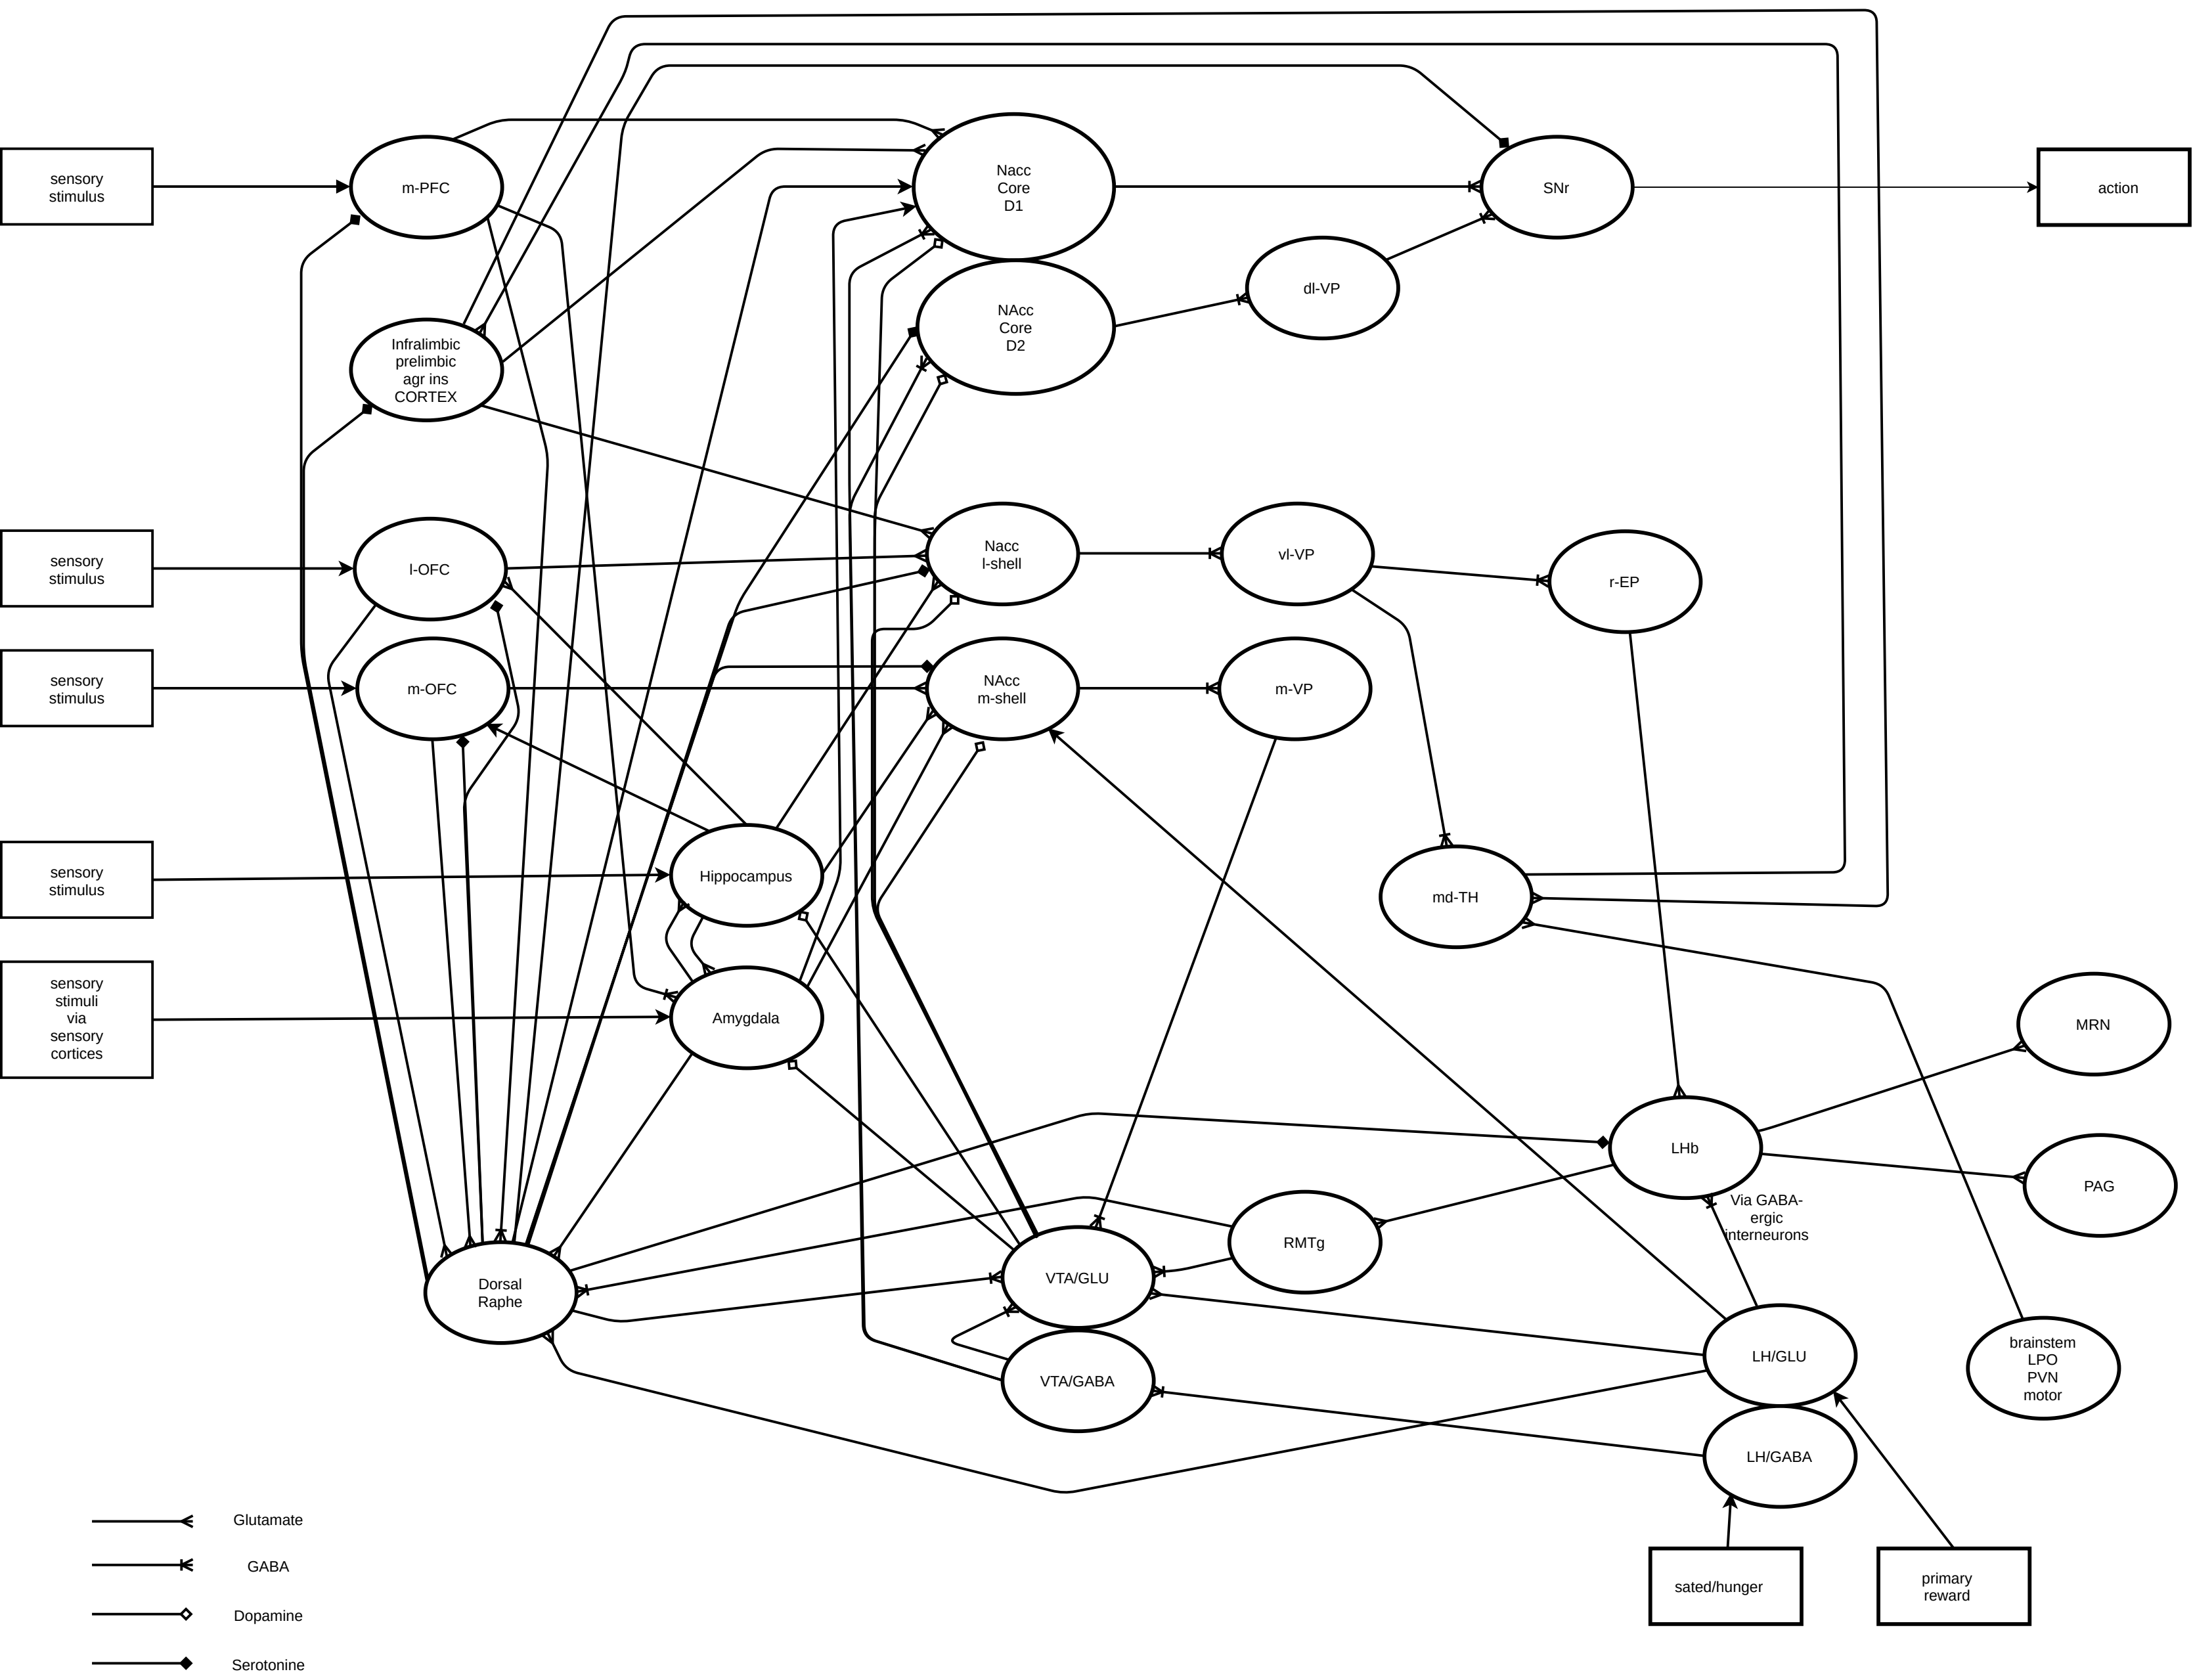 sensory
stimulus
m-PFC
Nacc
Core
D1
SNr
action
NAcc
Core
D2
dl-VP
Infralimbic
prelimbic
agr ins
CORTEX
sensory
stimulus
l-OFC
Nacc
l-shell
vl-VP
r-EP
sensory
stimulus
m-OFC
NAcc
m-shell
m-VP
sensory
stimulus
Hippocampus
md-TH
sensory
stimuli
via
sensory
cortices
Amygdala
MRN
LHb
PAG
Via GABA-
ergic
interneurons
Dorsal
Raphe
VTA/GLU
RMTg
VTA/GABA
LH/GLU
brainstem
LPO
PVN
motor
LH/GABA
sated/hunger
primary
reward
Glutamate
GABA
Dopamine
Serotonine